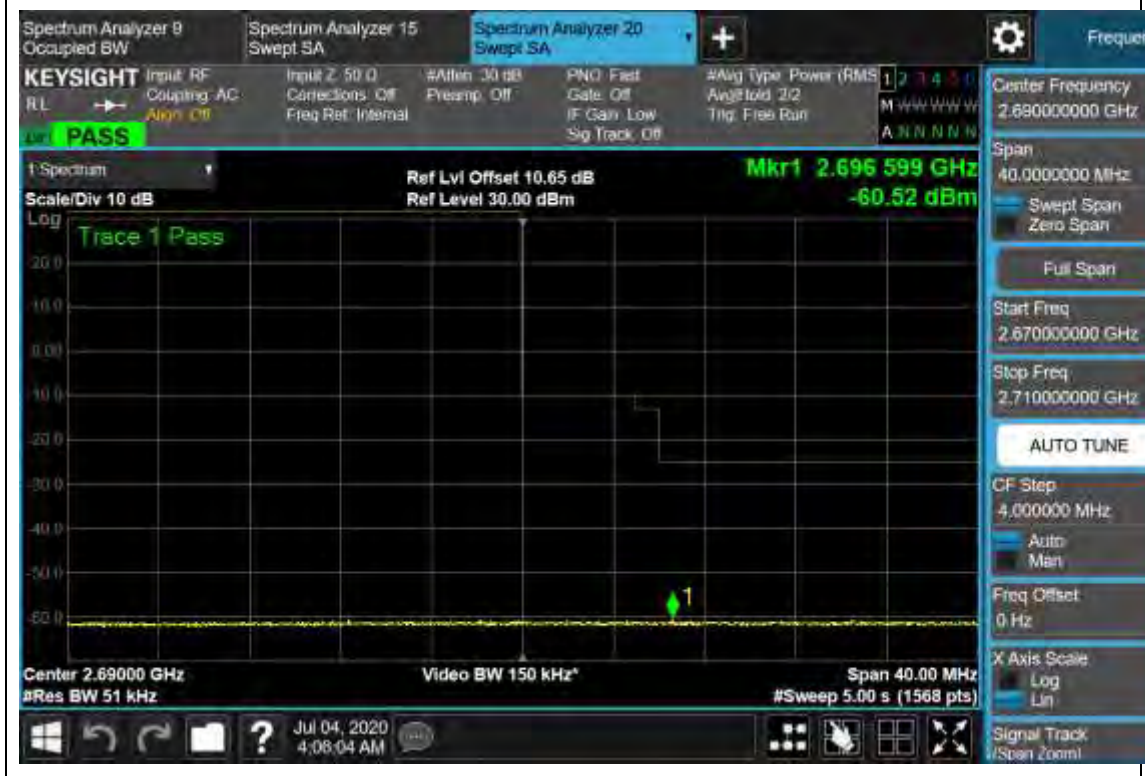 Spectrum Analyzer 9
Occupied BW
Spectrum Analyzer 15
Swept SA
Spectrum Analyzer 20
Swept SA
Frequen
KEYSIGHT
RL
PASS
Input: RF
Coupling: AC
Align: Off
Input Z: 50 Ω
Corrections: Off
Freq Ref: Internal
#Atten: 30 dB
Preamp: Off
PNO: Fast
Gate: Off
IF Gain: Low
Sig Track: Off
#Avg Type: Power (RMS
Avg|Hold: 2/2
Trig: Free Run
1 2 3 4 5 6
M W W W W W
A N N N N N
1 Spectrum
Scale/Div 10 dB
Ref Lvl Offset 10.65 dB
Ref Level 30.00 dBm
Mkr1 2.696 599 GHz
-60.52 dBm
Log
Trace 1 Pass
20.0
10.0
0.00
-10.0
-20.0
-30.0
-40.0
-50.0
-60.0
1
Center 2.69000 GHz
#Res BW 51 kHz
Video BW 150 kHz*
Span 40.00 MHz
#Sweep 5.00 s (1568 pts)
Center Frequency
2.690000000 GHz
Span
40.0000000 MHz
Swept Span
Zero Span
Full Span
Start Freq
2.670000000 GHz
Stop Freq
2.710000000 GHz
AUTO TUNE
CF Step
4.000000 MHz
Auto
Man
Freq Offset
0 Hz
X Axis Scale
Log
Lin
Signal Track
(Span Zoom)
?
Jul 04, 2020
4:08:04 AM